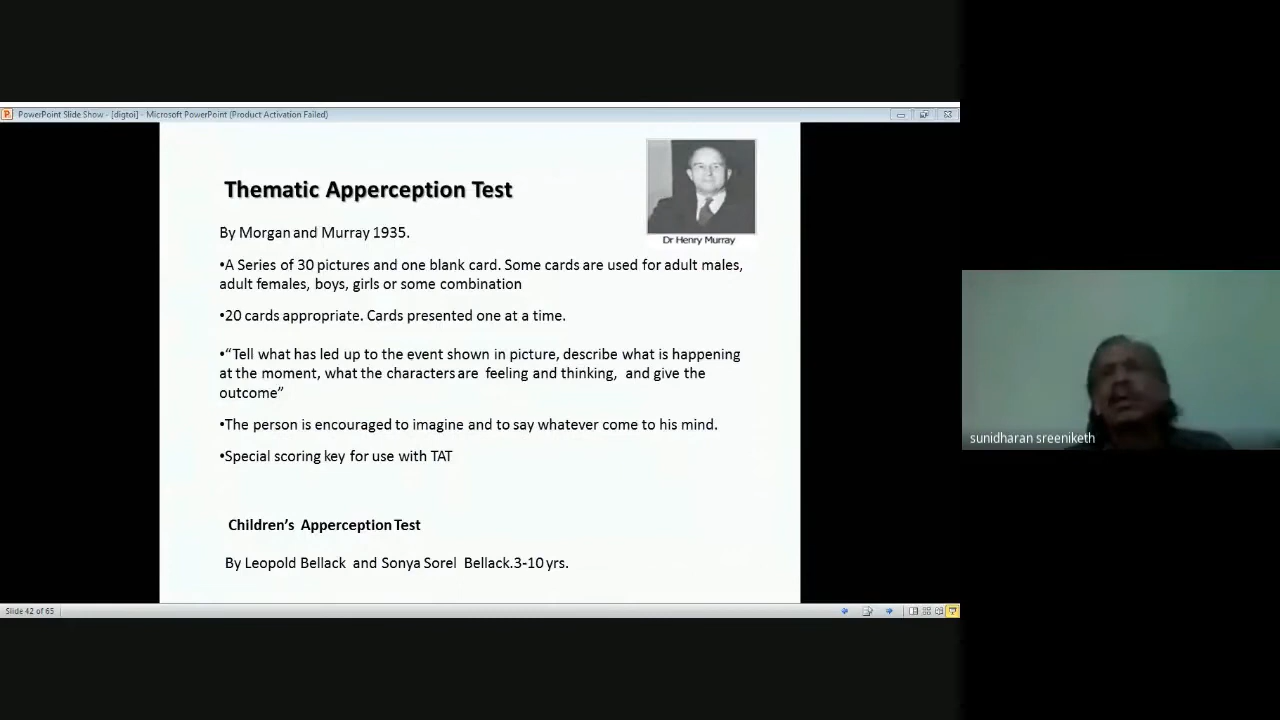 PowerPoint Slide Show - [digtoi] - Microsoft PowerPoint (Product Activation Failed)
Thematic Apperception Test
Dr Henry Murray
By Morgan and Murray 1935.
•A Series of 30 pictures and one blank card. Some cards are used for adult males,
adult females, boys, girls or some combination
•20 cards appropriate. Cards presented one at a time.
•“Tell what has led up to the event shown in picture, describe what is happening
at the moment, what the characters are feeling and thinking, and give the
outcome”
•The person is encouraged to imagine and to say whatever come to his mind.
•Special scoring key for use with TAT
Children’s Apperception Test
By Leopold Bellack and Sonya Sorel Bellack.3-10 yrs.
sunidharan sreeniketh
Slide 42 of 65